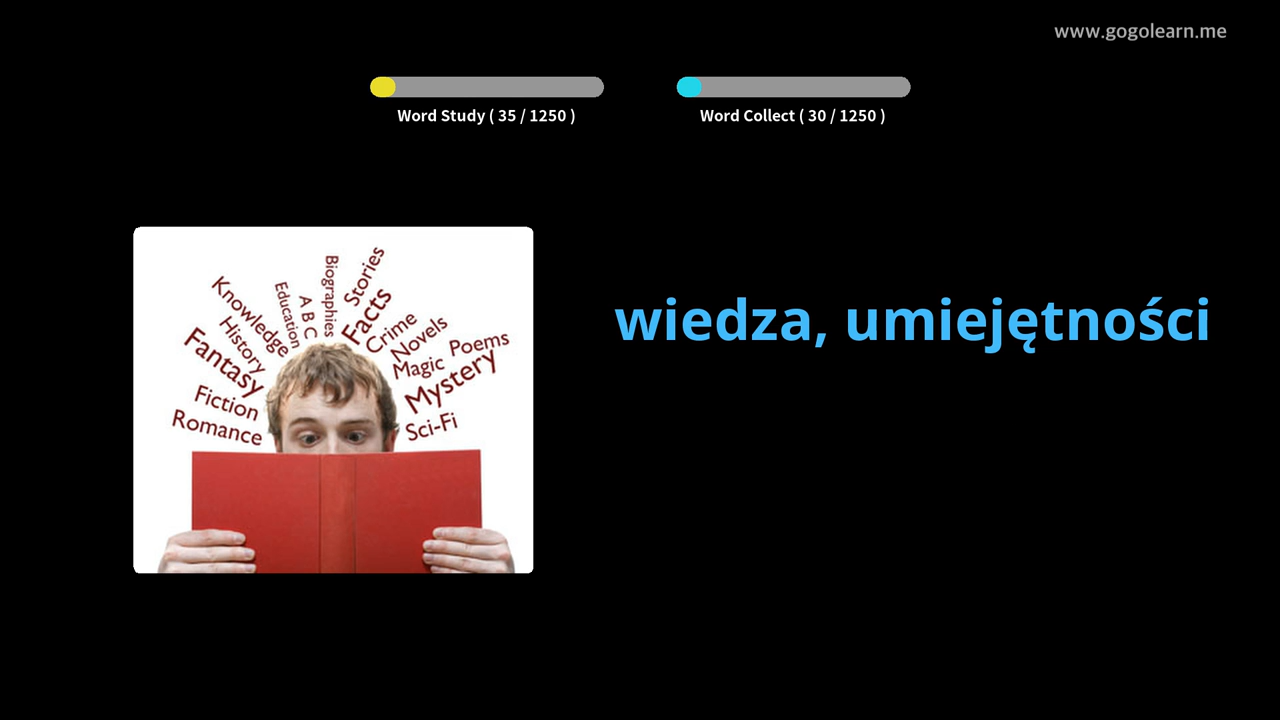 www.gogolearn.me
Word Study ( 35 / 1250 )
Word Collect ( 30 / 1250 )
wiedza, umiejętności
Romance
Fiction
Fantasy
History
Knowledge
Education
A B C
Biographies
Stories
Facts
Crime
Novels
Magic
Poems
Mystery
Sci-Fi